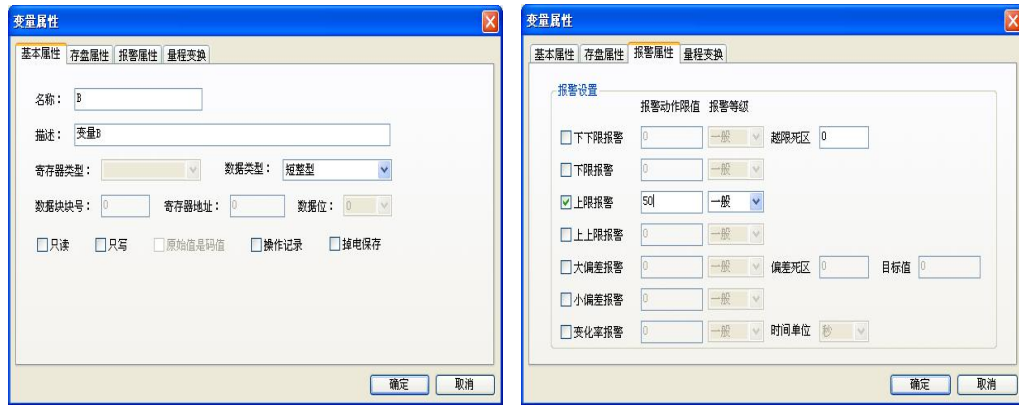 变量属性
基本属性 存盘属性 报警属性 量程变换
名称： B
描述： 变量B
寄存器类型： 数据类型： 短整型
数据块块号： 0 寄存器地址： 0 数据位： 0
只读 只写 原始值是码值 操作记录 掉电保存
确定 取消
变量属性
基本属性 存盘属性 报警属性 量程变换
报警设置
报警动作限值 报警等级
下下限报警 0 一般 越限死区 0
下限报警 0 一般
上限报警 50 一般
上上限报警 0 一般
大偏差报警 0 一般 偏差死区 0 目标值 0
小偏差报警 0 一般
变化率报警 0 一般 时间单位 秒
确定 取消